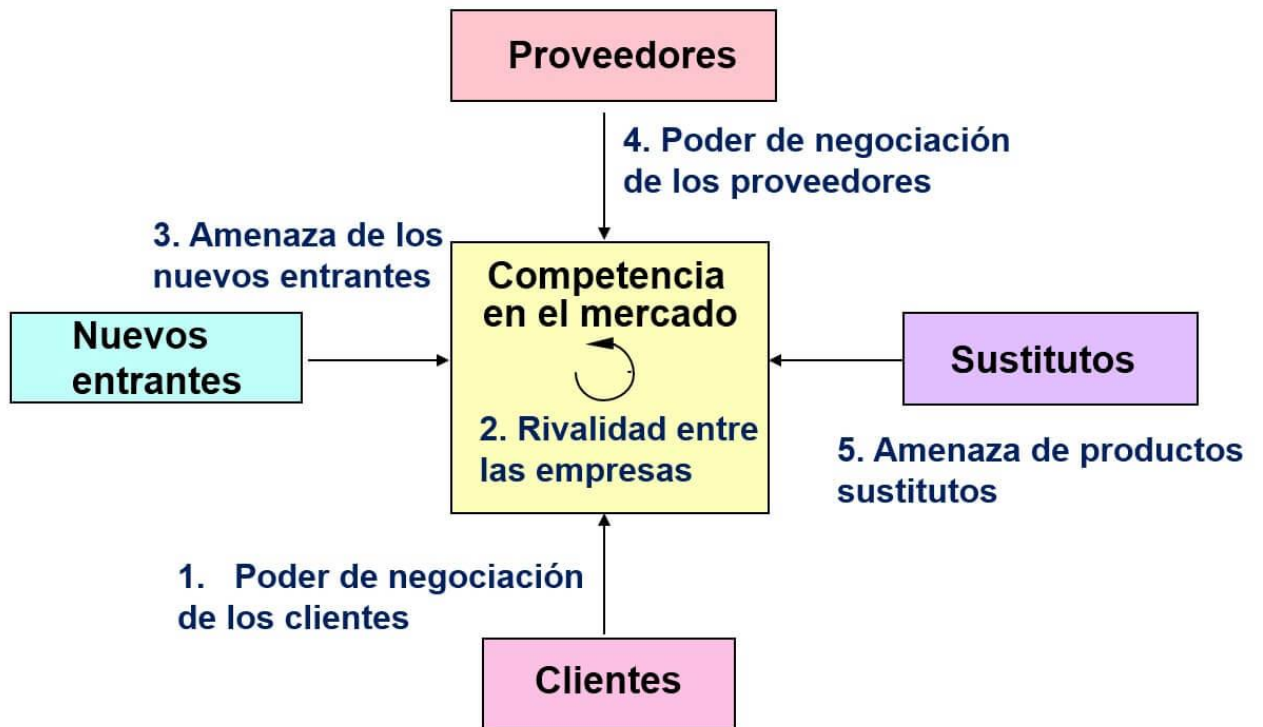 Proveedores
4. Poder de negociación
de los proveedores
3. Amenaza de los
nuevos entrantes
Competencia
en el mercado
Nuevos
entrantes
Sustitutos
2. Rivalidad entre
las empresas
5. Amenaza de productos
sustitutos
1. Poder de negociación
de los clientes
Clientes